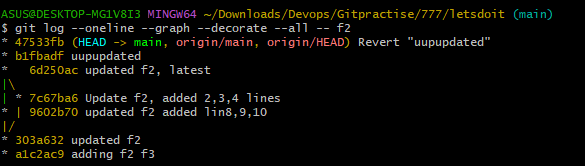 ASUS@DESKTOP-MG1V8I3 MINGW64 ~/Downloads/Devops/Gitpractise/777/letsdoit (main)
$ git log --oneline --graph --decorate --all -- f2
* 47533fb (HEAD -> main, origin/main, origin/HEAD) Revert "uupupdated"
* b1fbadf uupupdated
*   6d250ac updated f2, latest
|\
| * 7c67ba6 Update f2, added 2,3,4 lines
* | 9602b70 updated f2 added lin8,9,10
|/
* 303a632 updated f2
* a1c2ac9 adding f2 f3